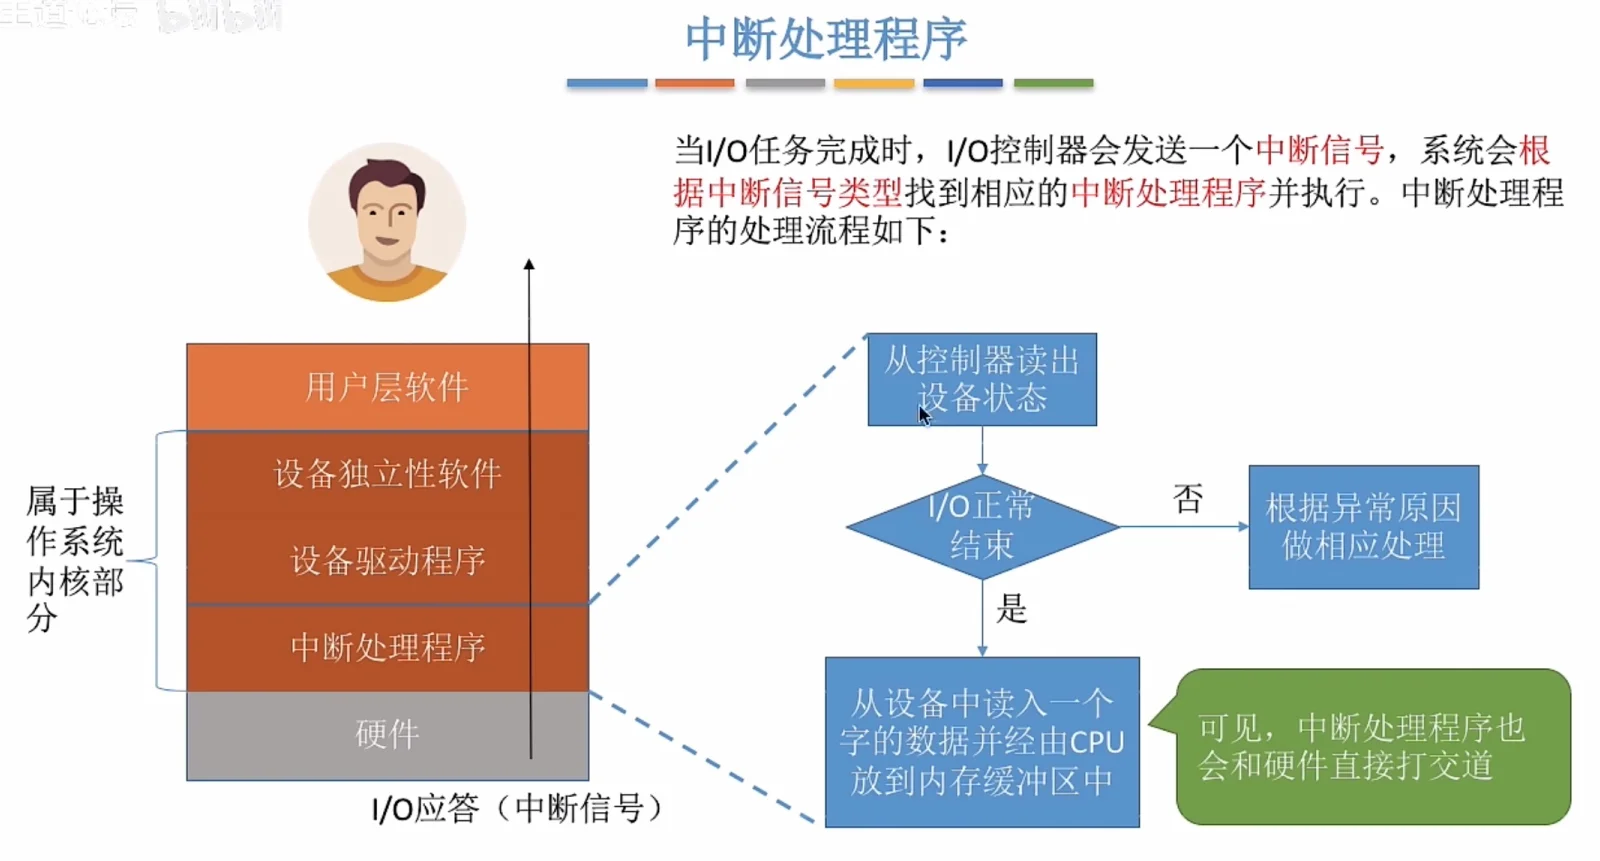 中断处理程序
当I/O任务完成时，I/O控制器会发送一个中断信号，系统会根
据中断信号类型找到相应的中断处理程序并执行。中断处理程
序的处理流程如下：
用户层软件
设备独立性软件
设备驱动程序
中断处理程序
硬件
属于操
作系统
内核部
分
I/O应答（中断信号）
从控制器读出
设备状态
I/O正常
结束
否
根据异常原因
做相应处理
是
从设备中读入一个
字的数据并经由CPU
放到内存缓冲区中
可见，中断处理程序也
会和硬件直接打交道